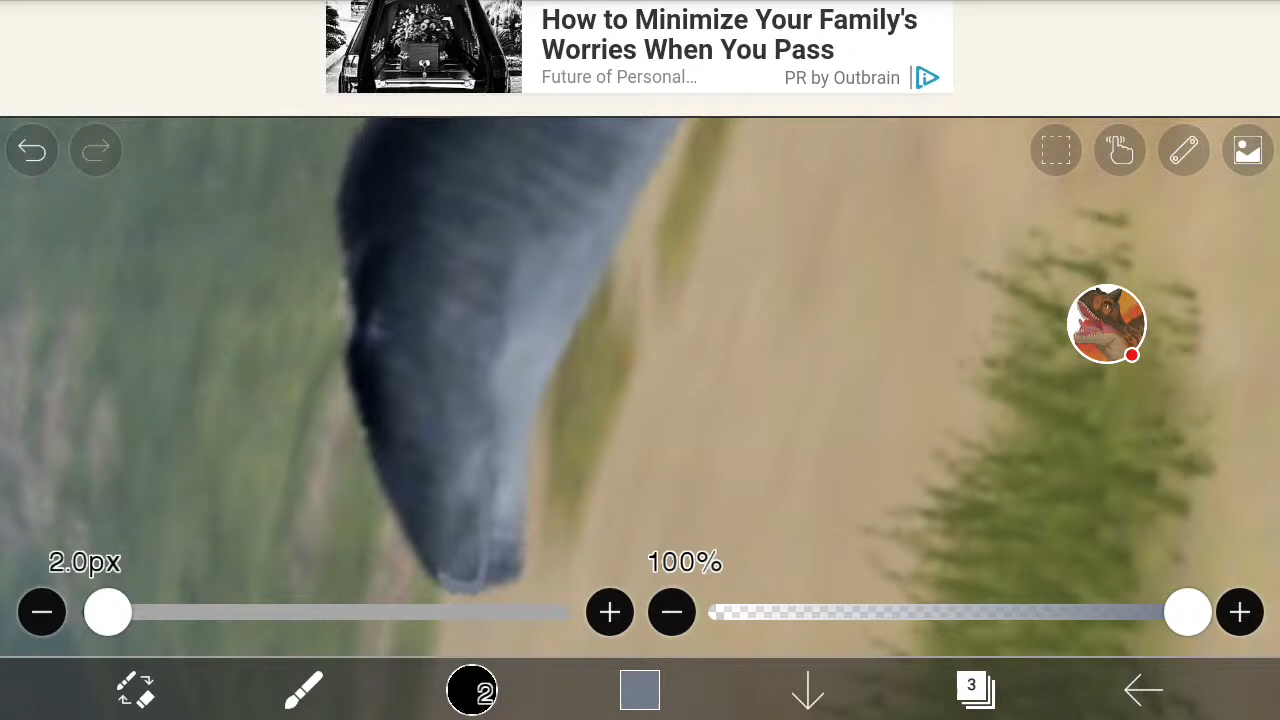 How to Minimize Your Family's
Worries When You Pass
Future of Personal... PR by Outbrain
2.0px 100%
2 3